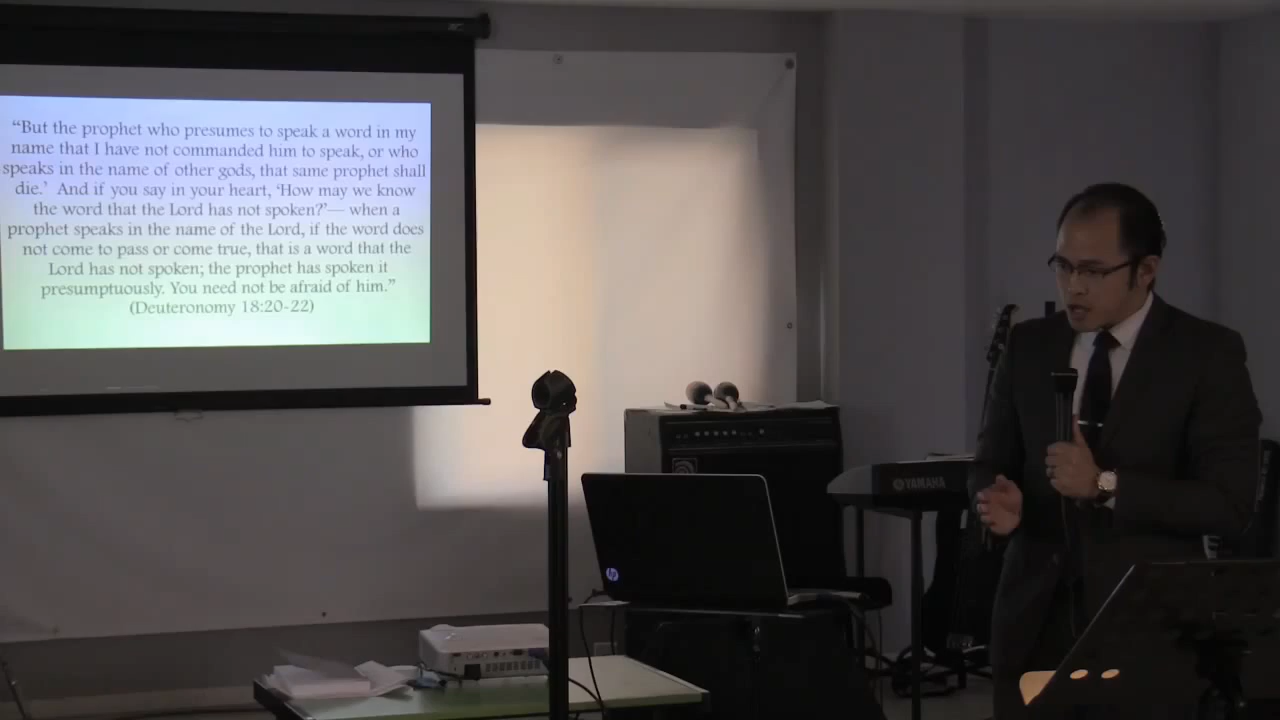 “But the prophet who presumes to speak a word in my
name that I have not commanded him to speak, or who
speaks in the name of other gods, that same prophet shall
die.’ And if you say in your heart, ‘How may we know
the word that the Lord has not spoken?’— when a
prophet speaks in the name of the Lord, if the word does
not come to pass or come true, that is a word that the
Lord has not spoken; the prophet has spoken it
presumptuously. You need not be afraid of him.”
(Deuteronomy 18:20-22)
YAMAHA
hp